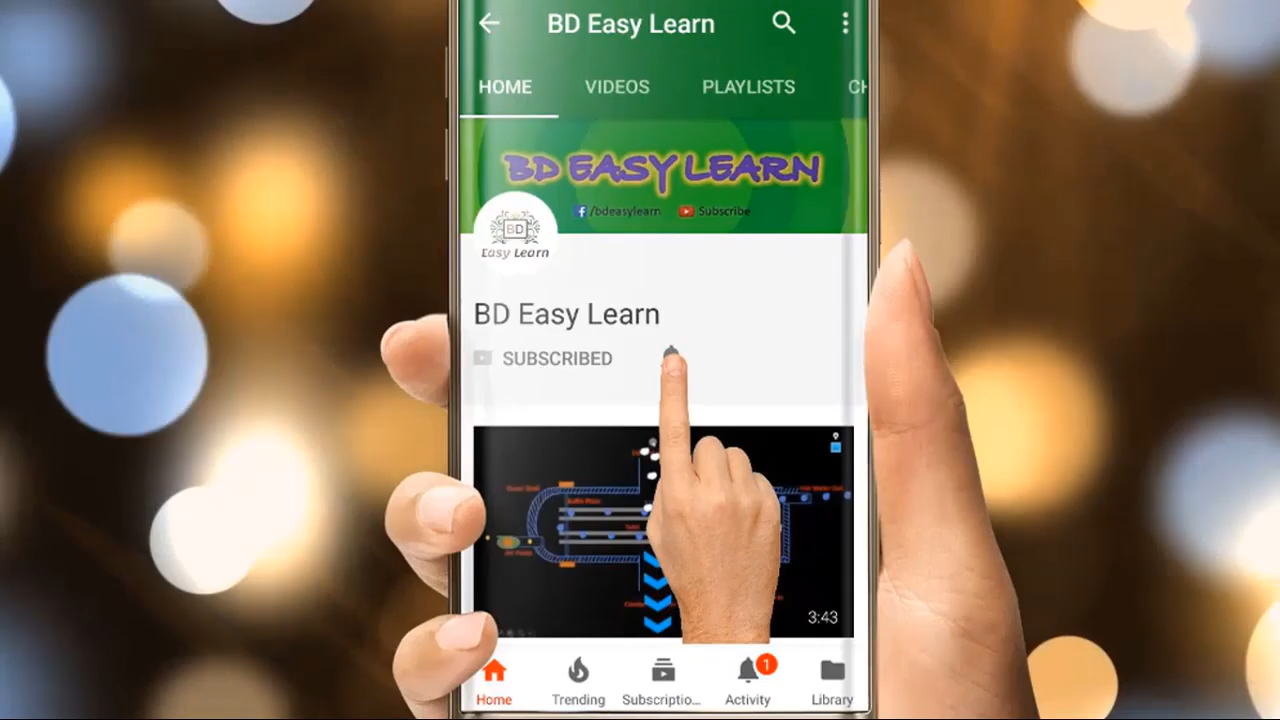 BD Easy Learn
HOME VIDEOS PLAYLISTS CH
BD EASY LEARN
/bdeasylearn Subscribe
BD
Easy Learn
BD Easy Learn
SUBSCRIBED
3:43
1
Home Trending Subscriptio... Activity Library